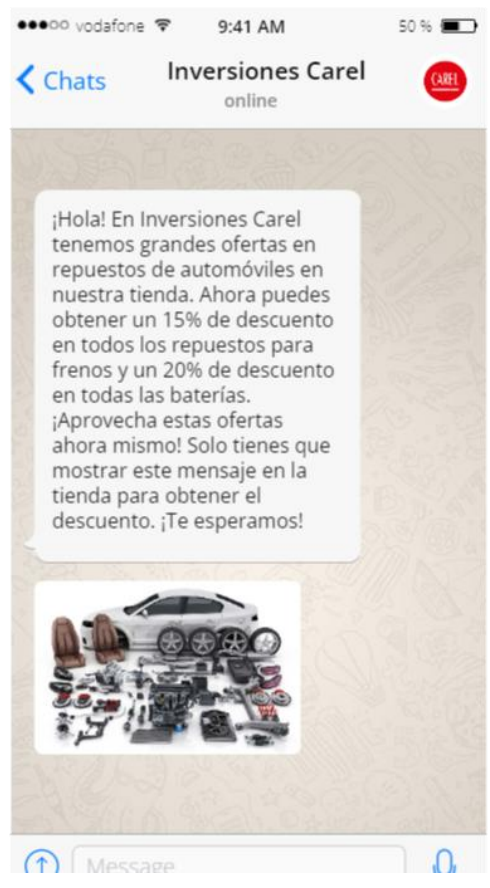 vodafone 9:41 AM 50 %
Chats Inversiones Carel CAREL
online
¡Hola! En Inversiones Carel
tenemos grandes ofertas en
repuestos de automóviles en
nuestra tienda. Ahora puedes
obtener un 15% de descuento
en todos los repuestos para
frenos y un 20% de descuento
en todas las baterías.
¡Aprovecha estas ofertas
ahora mismo! Solo tienes que
mostrar este mensaje en la
tienda para obtener el
descuento. ¡Te esperamos!
Message